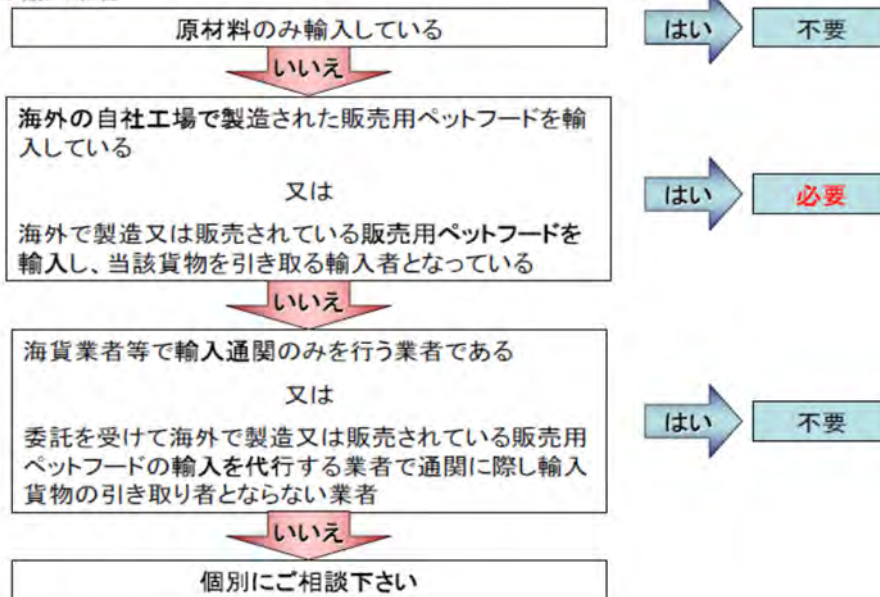 原材料のみ輸入している
はい
不要
いいえ
海外の自社工場で製造された販売用ペットフードを輸
入している
又は
海外で製造又は販売されている販売用ペットフードを
輸入し、当該貨物を引き取る輸入者となっている
はい
必要
いいえ
海貨業者等で輸入通関のみを行う業者である
又は
委託を受けて海外で製造又は販売されている販売用
ペットフードの輸入を代行する業者で通関に際し輸入
貨物の引き取り者とならない業者
はい
不要
いいえ
個別にご相談下さい